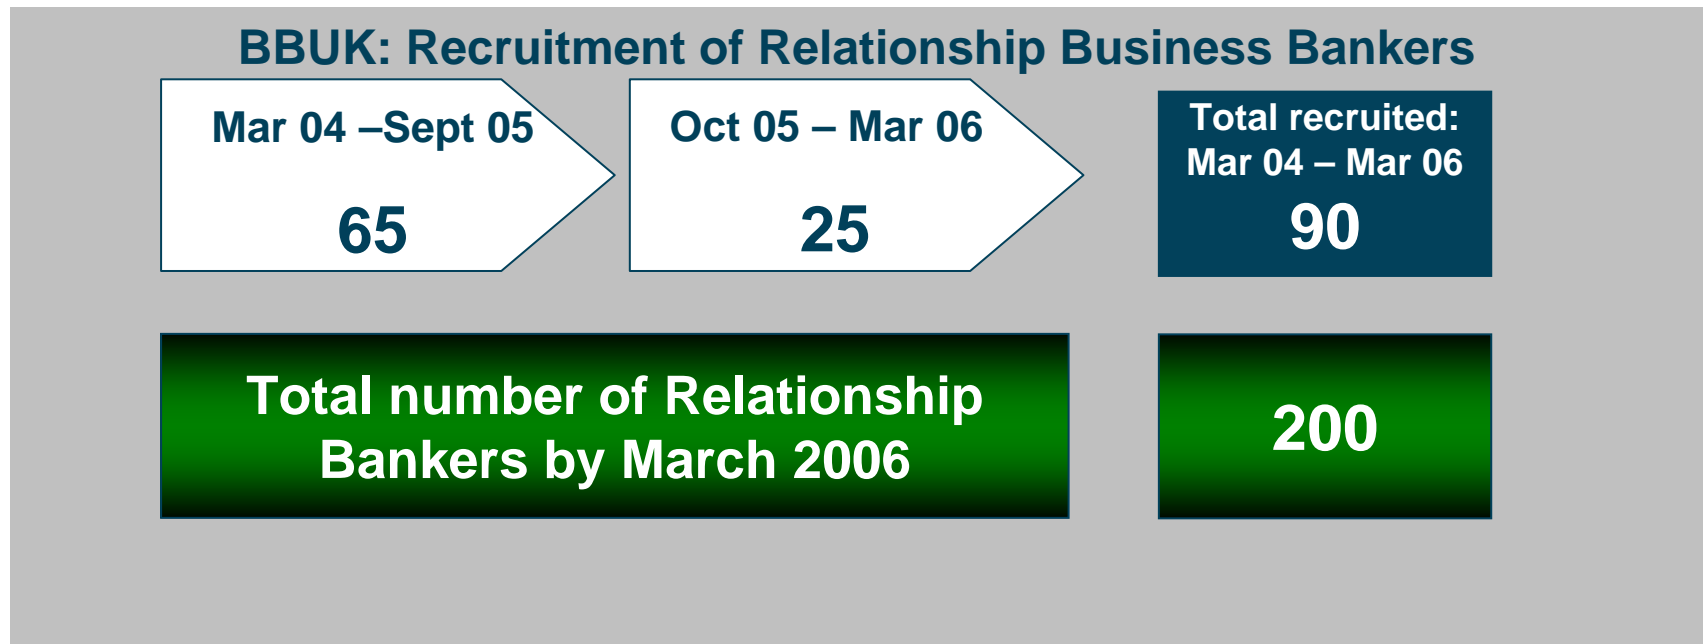 BBUK: Recruitment of Relationship Business Bankers
Mar 04 –Sept 05
65
Oct 05 – Mar 06
25
Total recruited:
Mar 04 – Mar 06
90
Total number of Relationship
Bankers by March 2006
200